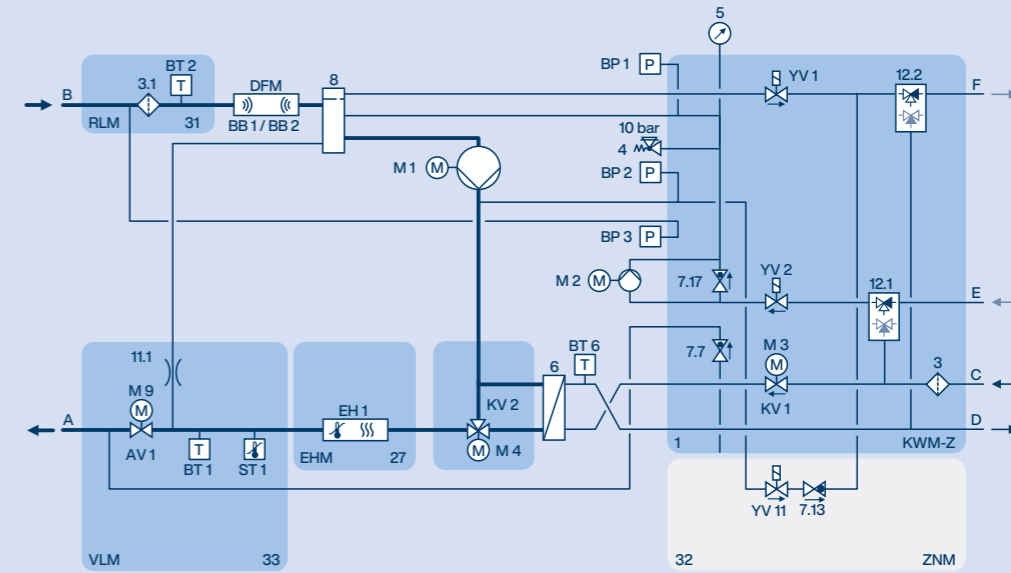 5
BP 1 P
YV 1
12.2
F
BT 2
T
3.1
B
RLM 31
DFM
BB 1 / BB 2
8
10 bar
4
M 1 M
BP 2 P
BP 3 P
M 2 M
7.17
YV 2
12.1
E
7.7
M 3
M
KV 1
3
C
D
1 KWM-Z
11.1
M 9
M
A
AV 1
T
BT 1
ST 1
VLM 33
EH 1
EHM 27
KV 2
M M 4
6
BT 6
T
YV 11
7.13
32 ZNM